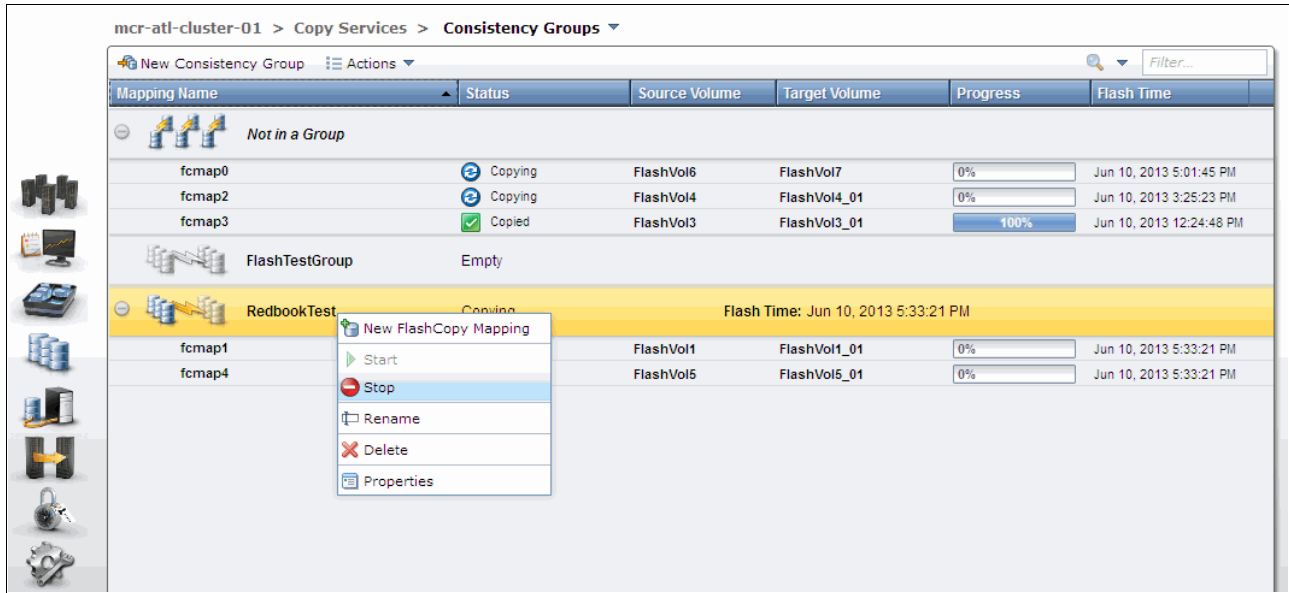 mcr-atl-cluster-01 > Copy Services > Consistency Groups
New Consistency Group Actions Filter...
Mapping Name Status Source Volume Target Volume Progress Flash Time
Not in a Group
fcmap0 Copying FlashVol6 FlashVol7 0% Jun 10, 2013 5:01:45 PM
fcmap2 Copying FlashVol4 FlashVol4_01 0% Jun 10, 2013 3:25:23 PM
fcmap3 Copied FlashVol3 FlashVol3_01 100% Jun 10, 2013 12:24:48 PM
FlashTestGroup Empty
RedbookTest Copying Flash Time: Jun 10, 2013 5:33:21 PM
New FlashCopy Mapping
fcmap1 FlashVol1 FlashVol1_01 0% Jun 10, 2013 5:33:21 PM
Start
fcmap4 FlashVol5 FlashVol5_01 0% Jun 10, 2013 5:33:21 PM
Stop
Rename
Delete
Properties